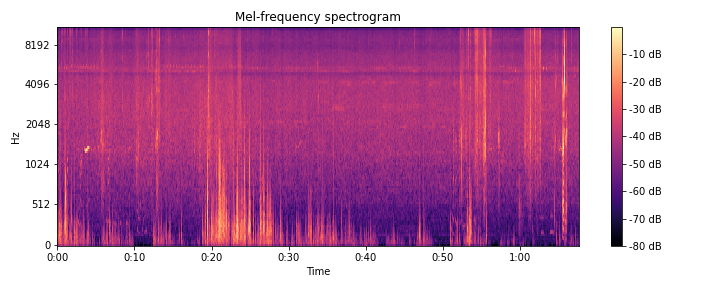 Mel-frequency spectrogram
8192
4096
2048
1024
512
0
Hz
0:00 0:10 0:20 0:30 0:40 0:50 1:00
Time
-10 dB
-20 dB
-30 dB
-40 dB
-50 dB
-60 dB
-70 dB
-80 dB